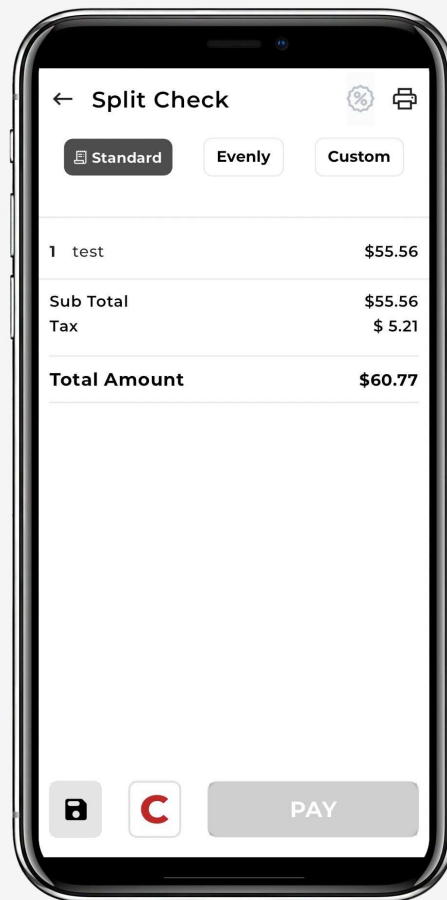 Split Check
Standard Evenly Custom
1 test $55.56
Sub Total $55.56
Tax $ 5.21
Total Amount $60.77
C PAY